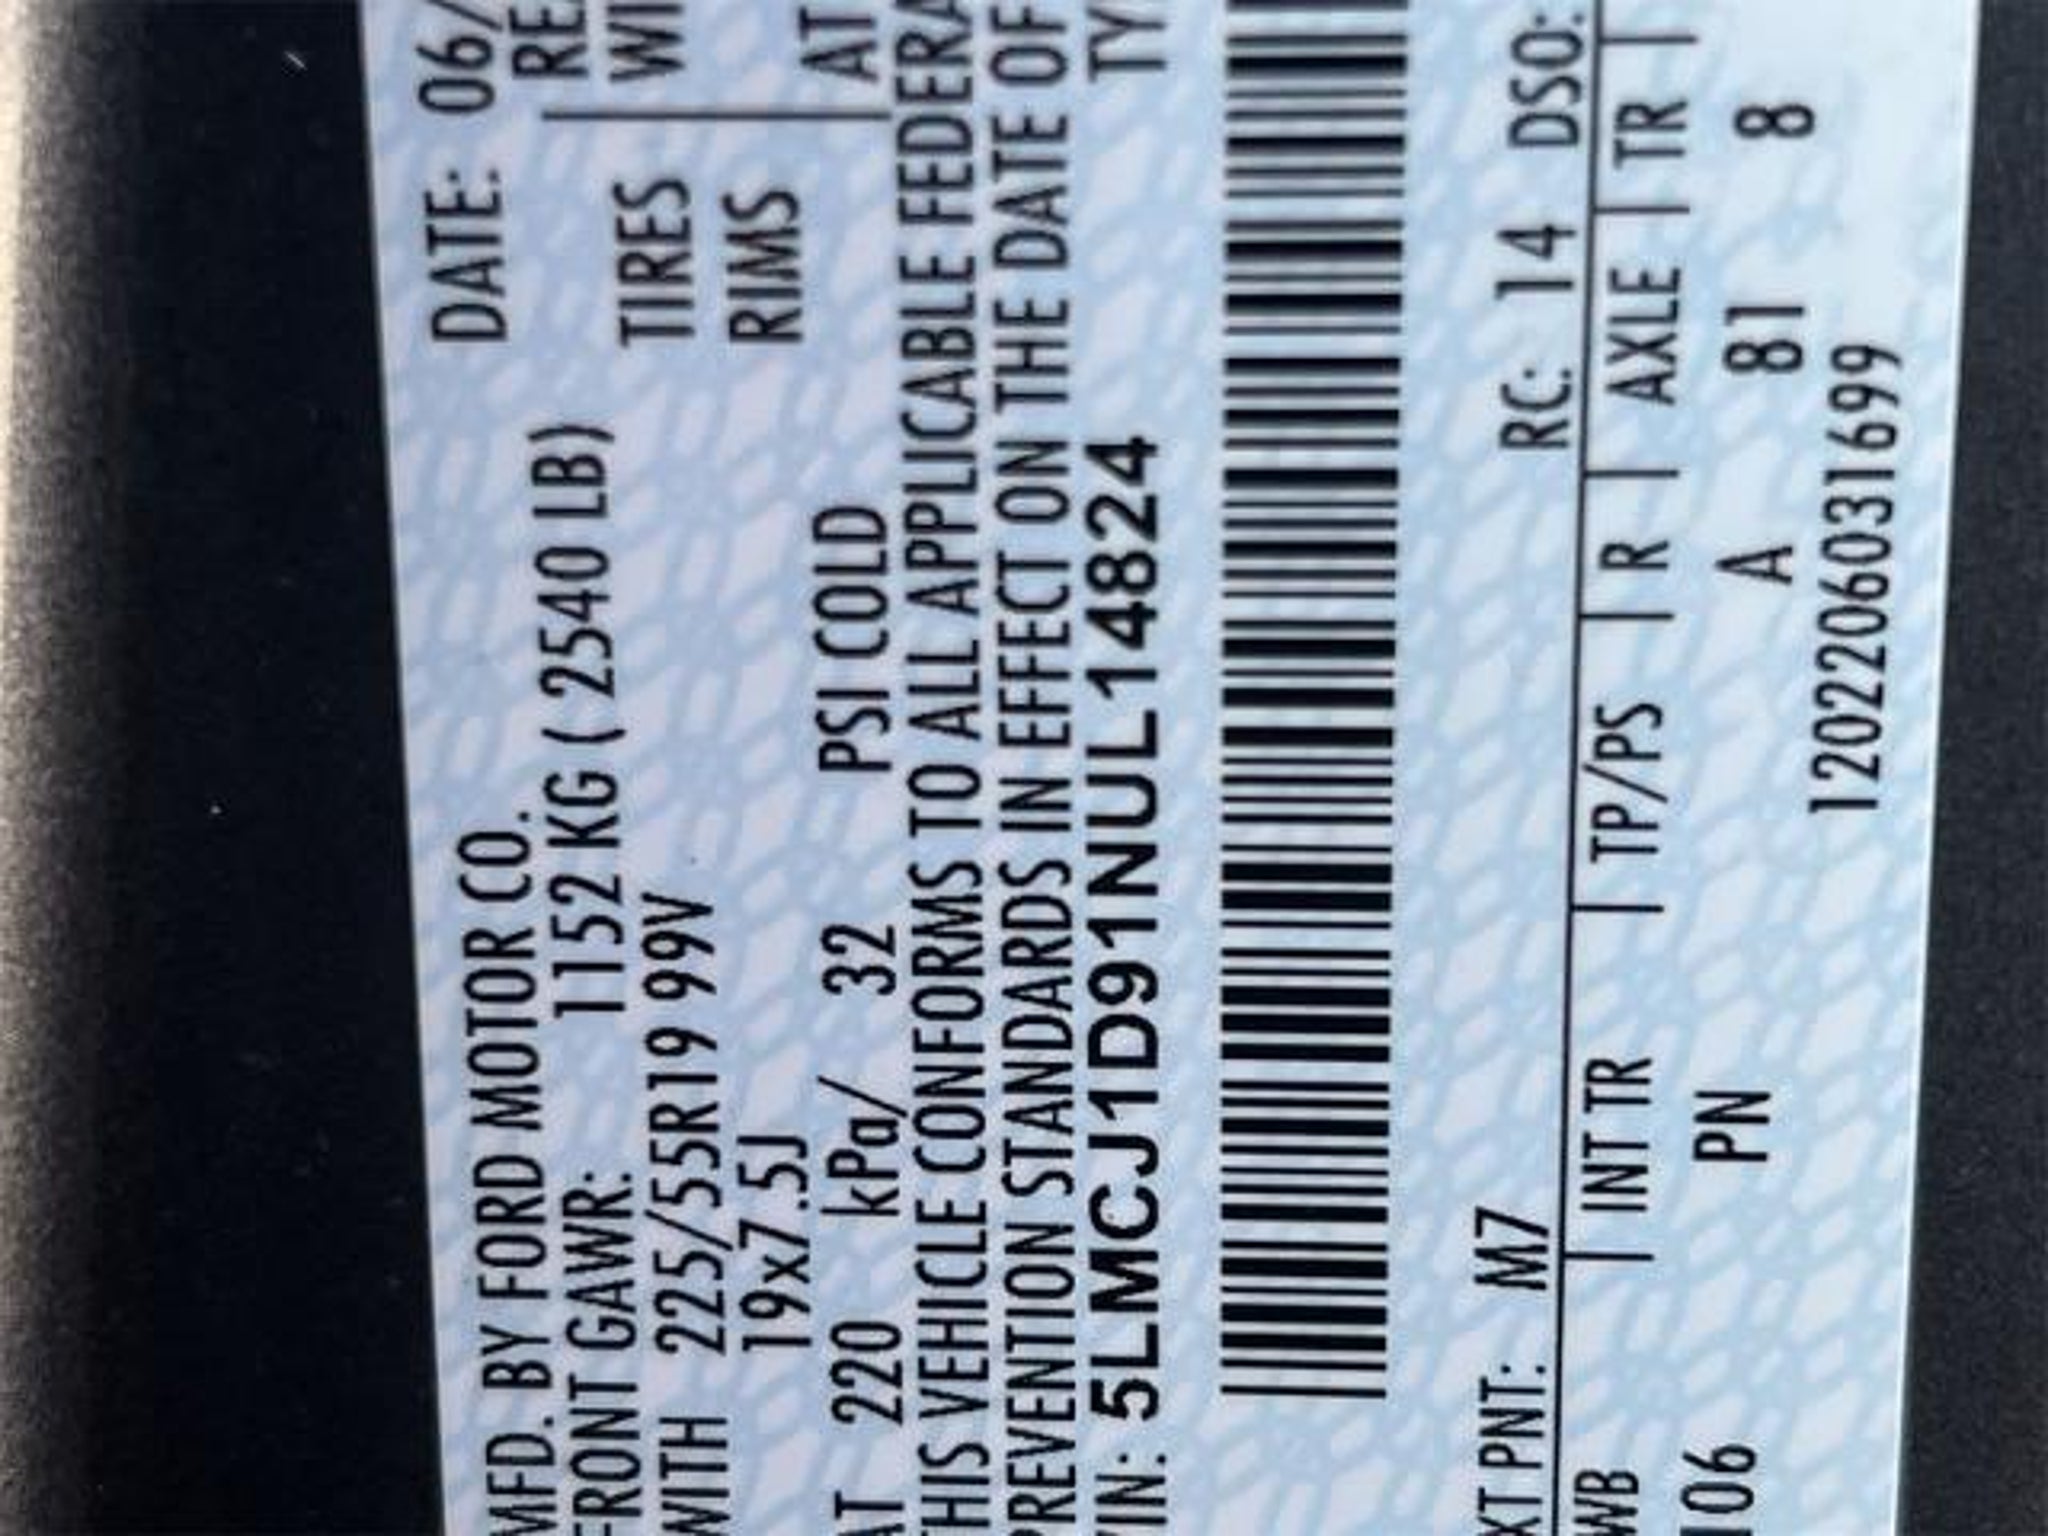 MFD. BY FORD MOTOR CO. DATE: 06/
FRONT GAWR: 1152 KG ( 2540 LB)
WITH 225/55R19 99V TIRES
19x7.5J RIMS
AT 220 kPa/ 32 PSI COLD AT
THIS VEHICLE CONFORMS TO ALL APPLICABLE FEDERA
PREVENTION STANDARDS IN EFFECT ON THE DATE OF
VIN: 5LMCJ1D91NUL14824 TY
XT PNT: M7 RC: 14 DSO:
WB | INT TR | TP/PS | R | AXLE | TR |
106 PN A 81 8
1202206031699